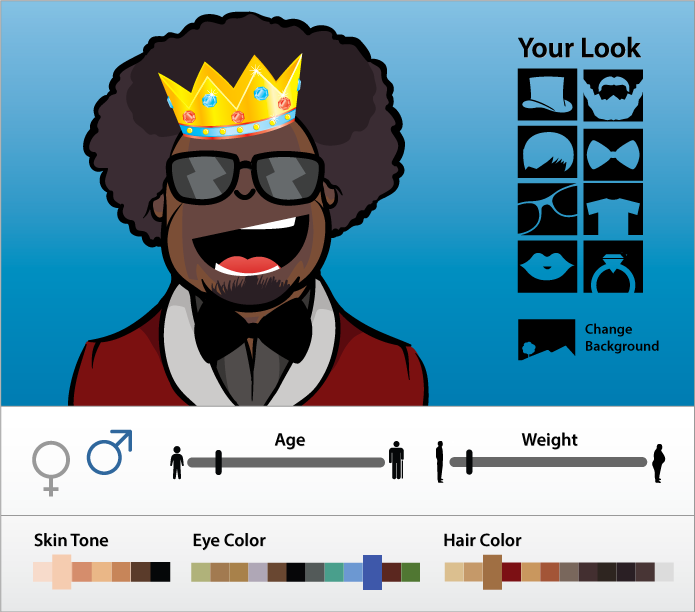 Your Look
Change
Background
Age
Weight
Skin Tone
Eye Color
Hair Color